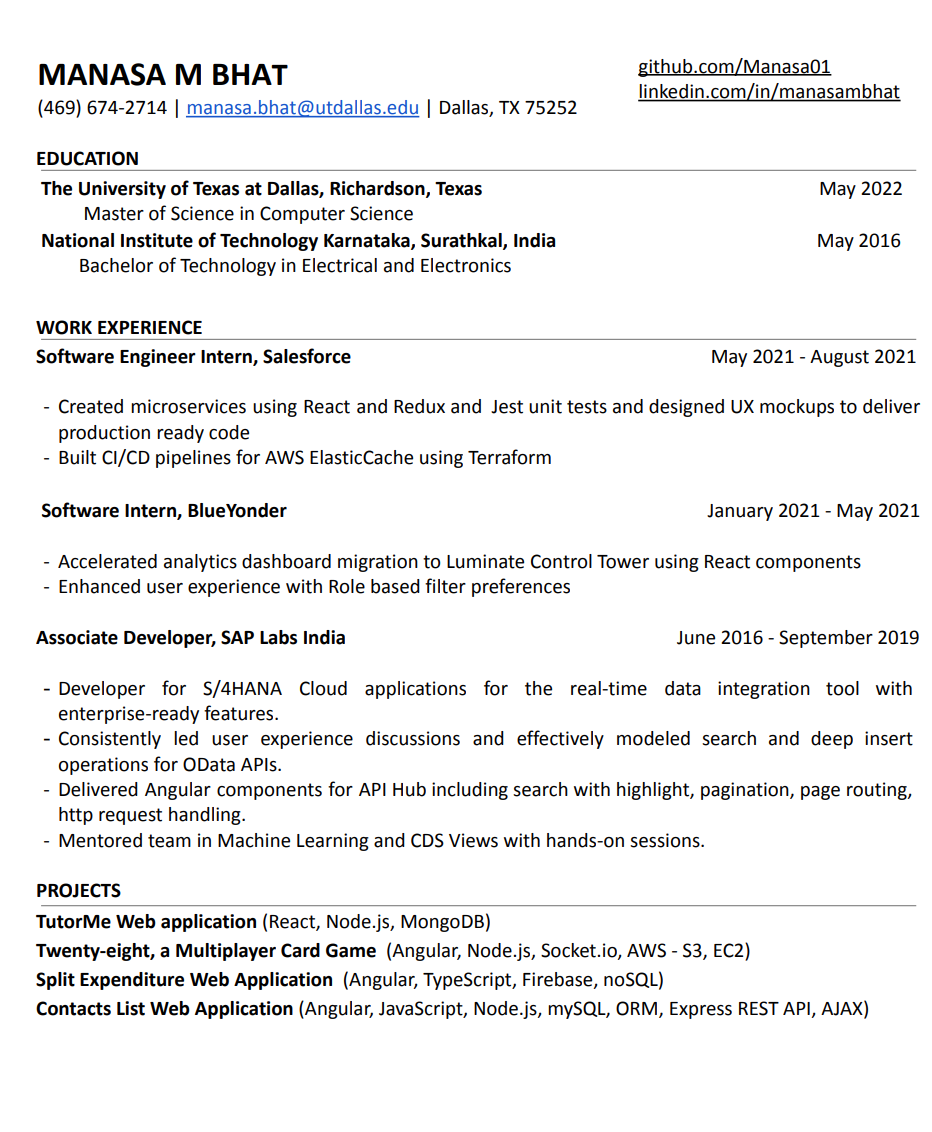 MANASA M BHAT
github.com/Manasa01
linkedin.com/in/manasambhat
(469) 674-2714 | manasa.bhat@utdallas.edu | Dallas, TX 75252
EDUCATION
The University of Texas at Dallas, Richardson, Texas May 2022
Master of Science in Computer Science
National Institute of Technology Karnataka, Surathkal, India May 2016
Bachelor of Technology in Electrical and Electronics
WORK EXPERIENCE
Software Engineer Intern, Salesforce May 2021 - August 2021
- Created microservices using React and Redux and Jest unit tests and designed UX mockups to deliver
production ready code
- Built CI/CD pipelines for AWS ElasticCache using Terraform
Software Intern, BlueYonder January 2021 - May 2021
- Accelerated analytics dashboard migration to Luminate Control Tower using React components
- Enhanced user experience with Role based filter preferences
Associate Developer, SAP Labs India June 2016 - September 2019
- Developer for S/4HANA Cloud applications for the real-time data integration tool with
enterprise-ready features.
- Consistently led user experience discussions and effectively modeled search and deep insert
operations for OData APIs.
- Delivered Angular components for API Hub including search with highlight, pagination, page routing,
http request handling.
- Mentored team in Machine Learning and CDS Views with hands-on sessions.
PROJECTS
TutorMe Web application (React, Node.js, MongoDB)
Twenty-eight, a Multiplayer Card Game (Angular, Node.js, Socket.io, AWS - S3, EC2)
Split Expenditure Web Application (Angular, TypeScript, Firebase, noSQL)
Contacts List Web Application (Angular, JavaScript, Node.js, mySQL, ORM, Express REST API, AJAX)